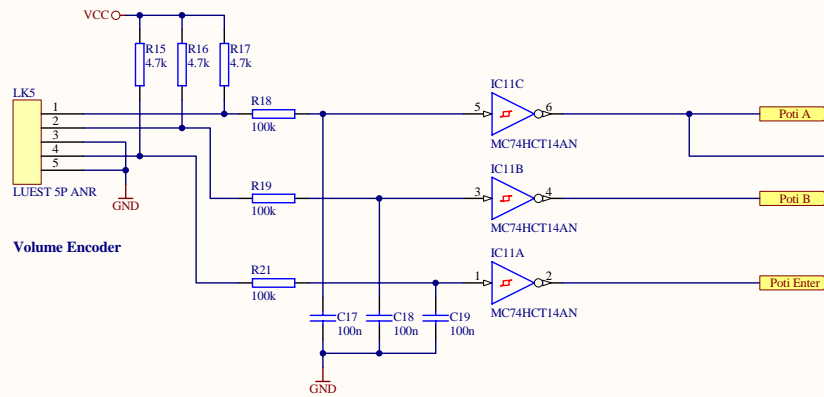 VCC
R15
4.7k
R16
4.7k
R17
4.7k
LK5
1
2
3
4
5
LUEST 5P ANR
GND
Volume Encoder
R18
100k
R19
100k
R21
100k
C17
100n
C18
100n
C19
100n
GND
IC11C
5
6
MC74HCT14AN
IC11B
3
4
MC74HCT14AN
IC11A
1
2
MC74HCT14AN
Poti A
Poti B
Poti Enter